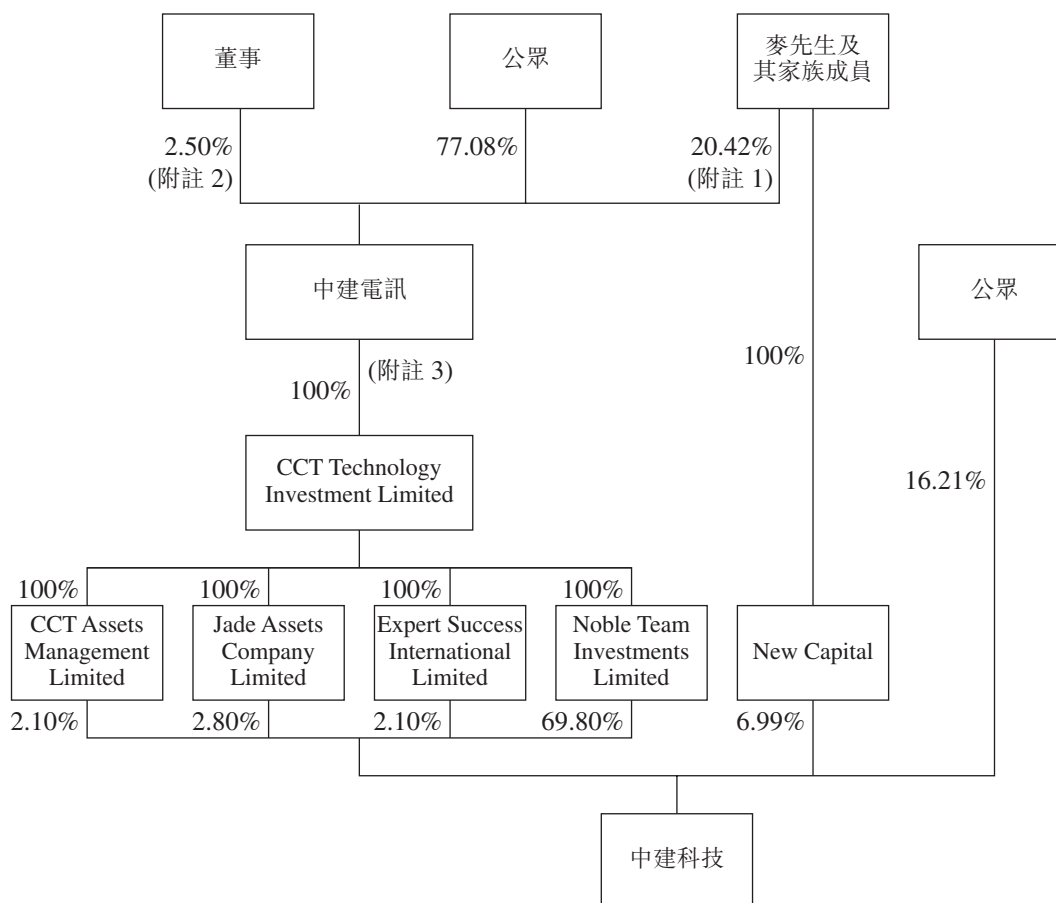 董事
公眾
麥先生及
其家族成員
2.50%
(附註 2)
77.08%
20.42%
(附註 1)
中建電訊
公眾
(附註 3)
100%
100%
CCT Technology
Investment Limited
16.21%
100%
100%
100%
100%
CCT Assets
Management
Limited
Jade Assets
Company
Limited
Expert Success
International
Limited
Noble Team
Investments
Limited
New Capital
2.10%
2.80%
2.10%
69.80%
6.99%
中建科技